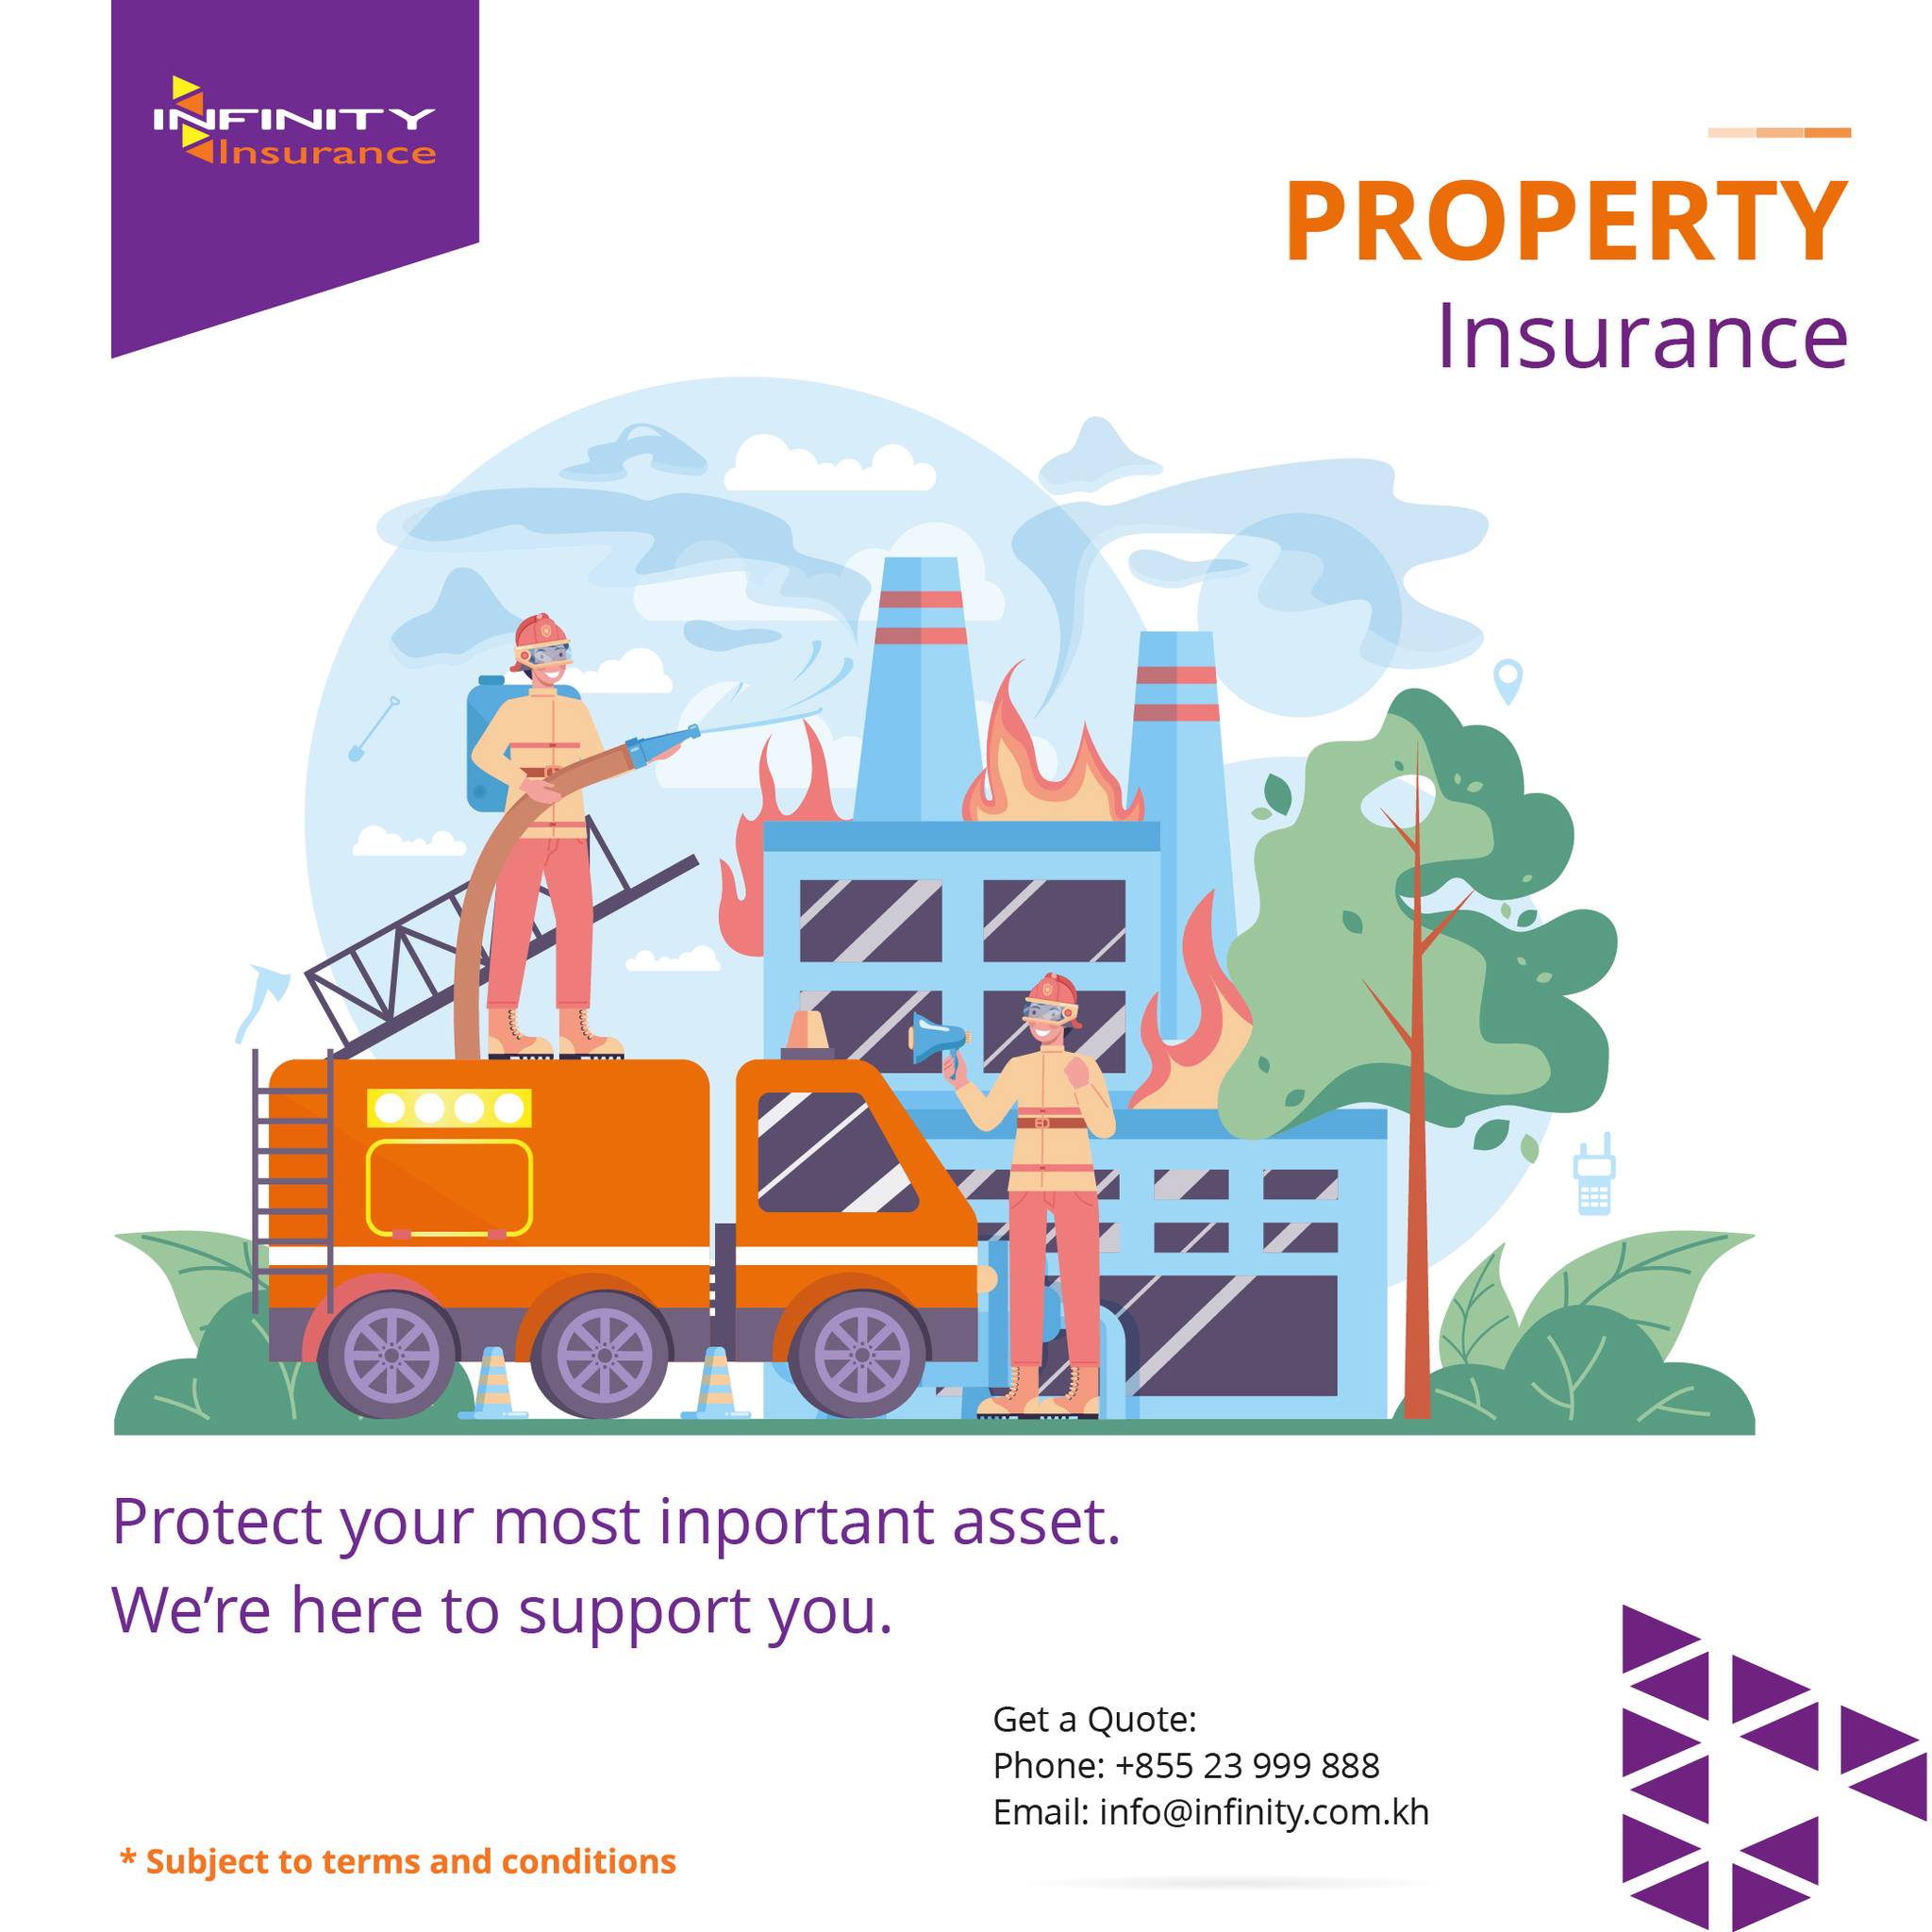 INFINITY
Insurance
PROPERTY
Insurance
Protect your most inportant asset.
We’re here to support you.
Get a Quote:
Phone: +855 23 999 888
Email: info@infinity.com.kh
* Subject to terms and conditions